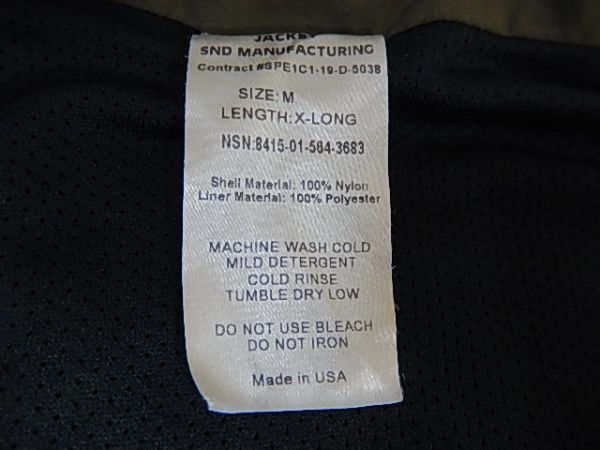 JACKET
SND MANUFACTURING
Contract #SPE1C1-19-D-5038
SIZE: M
LENGTH: X-LONG
NSN:8415-01-564-3683
Shell Material: 100% Nylon
Liner Material: 100% Polyester
MACHINE WASH COLD
MILD DETERGENT
COLD RINSE
TUMBLE DRY LOW
DO NOT USE BLEACH
DO NOT IRON
Made in USA